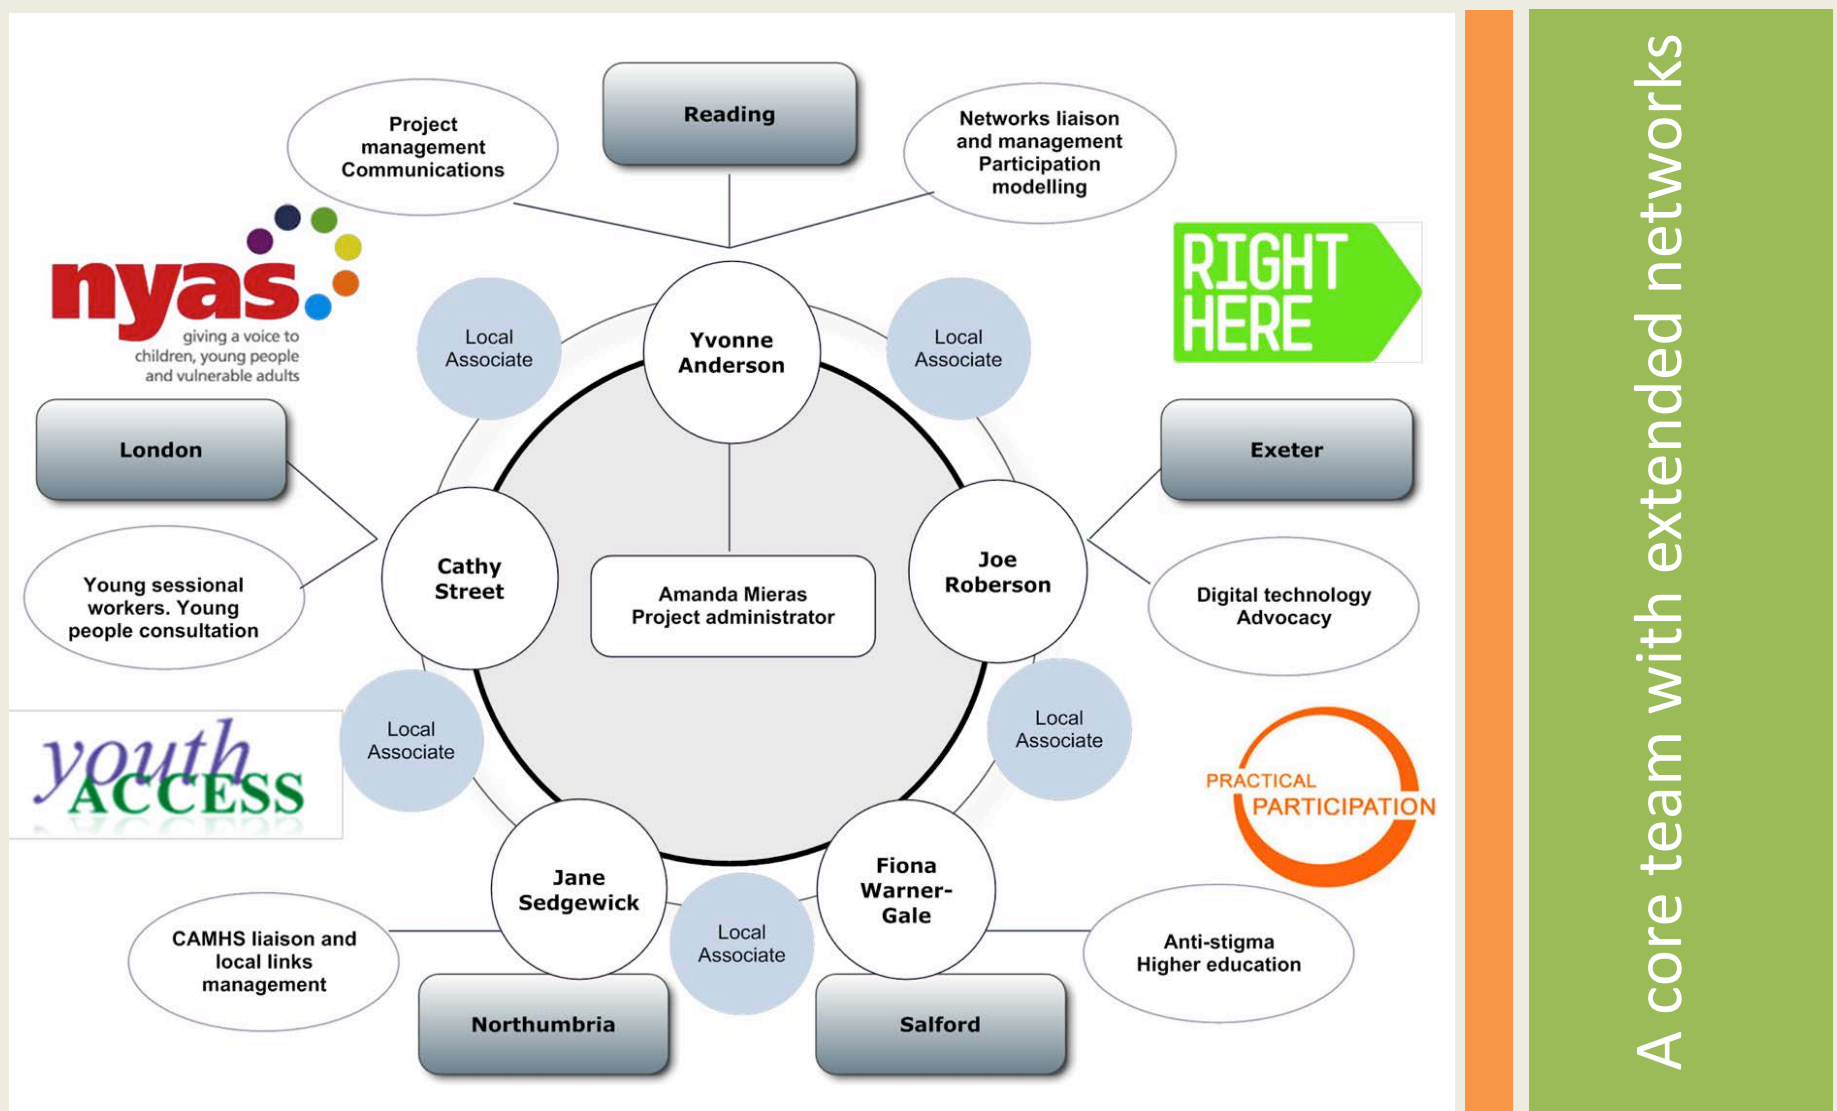 Project
management
Communications
Reading
Networks liaison
and management
Participation
modelling
nyas
giving a voice to
children, young people
and vulnerable adults
RIGHT
HERE
Local
Associate
Yvonne
Anderson
Local
Associate
London
Exeter
Cathy
Street
Amanda Mieras
Project administrator
Joe
Roberson
Young sessional
workers. Young
people consultation
Digital technology
Advocacy
Local
Associate
Local
Associate
youth
ACCESS
PRACTICAL
PARTICIPATION
Jane
Sedgewick
Fiona
Warner-
Gale
CAMHS liaison and
local links
management
Local
Associate
Anti-stigma
Higher education
Northumbria
Salford
A core team with extended networks